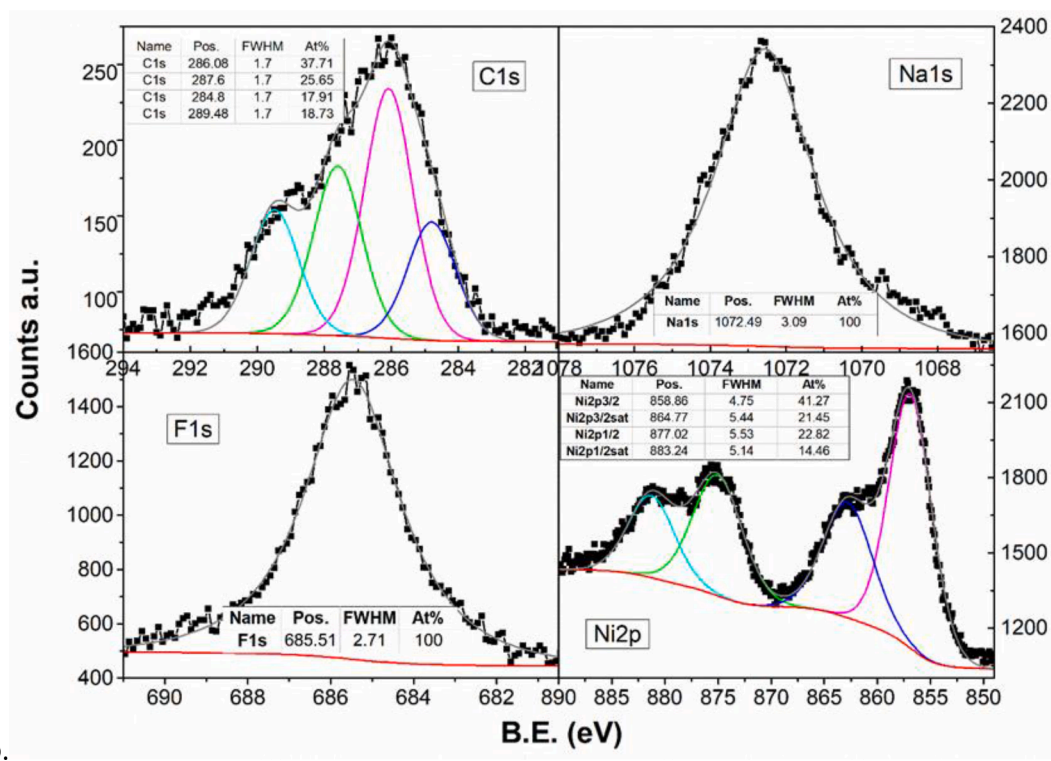 Counts a.u.
C1s
Name Pos. FWHM At%
C1s 286.08 1.7 37.71
C1s 287.6 1.7 25.65
C1s 284.8 1.7 17.91
C1s 289.48 1.7 18.73
250
200
150
100
294 292 290 288 286 284 282
Na1s
Name Pos. FWHM At%
Na1s 1072.49 3.09 100
2400
2200
2000
1800
1600
1078 1076 1074 1072 1070 1068
F1s
Name Pos. FWHM At%
F1s 685.51 2.71 100
1600
1400
1200
1000
800
600
400
690 688 686 684 682
Name Pos. FWHM At%
Ni2p3/2 858.86 4.75 41.27
Ni2p3/2sat 864.77 5.44 21.45
Ni2p1/2 877.02 5.53 22.82
Ni2p1/2sat 883.24 5.14 14.46
Ni2p
2100
1800
1500
1200
885 880 875 870 865 860 855 850
B.E. (eV)